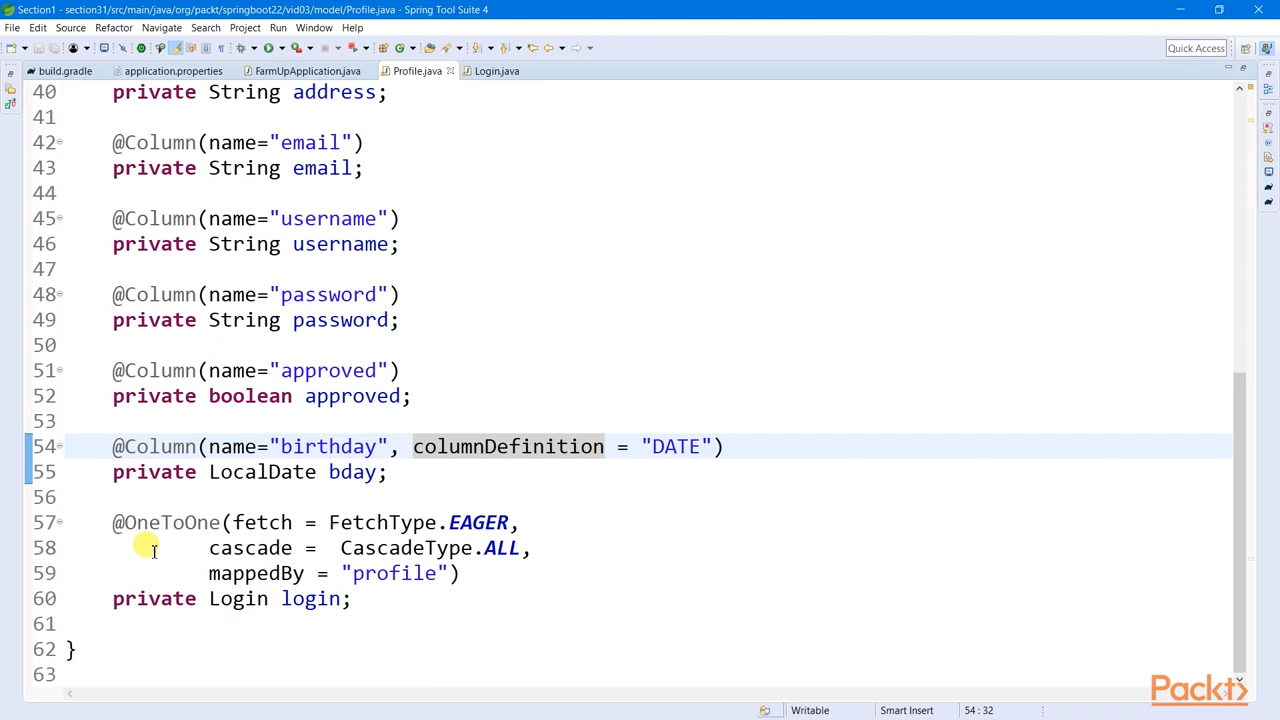 Section1 - section31/src/main/java/org/packt/springboot22/vid03/model/Profile.java - Spring Tool Suite 4
File Edit Source Refactor Navigate Search Project Run Window Help
Quick Access
build.gradle application.properties FarmUpApplication.java Profile.java Login.java
40 private String address;
41
42 @Column(name="email")
43 private String email;
44
45 @Column(name="username")
46 private String username;
47
48 @Column(name="password")
49 private String password;
50
51 @Column(name="approved")
52 private boolean approved;
53
54 @Column(name="birthday", columnDefinition = "DATE")
55 private LocalDate bday;
56
57 @OneToOne(fetch = FetchType.EAGER,
58 cascade =  CascadeType.ALL,
59 mappedBy = "profile")
60 private Login login;
61
62 }
63
Packt>
Writable Smart Insert 54 : 32